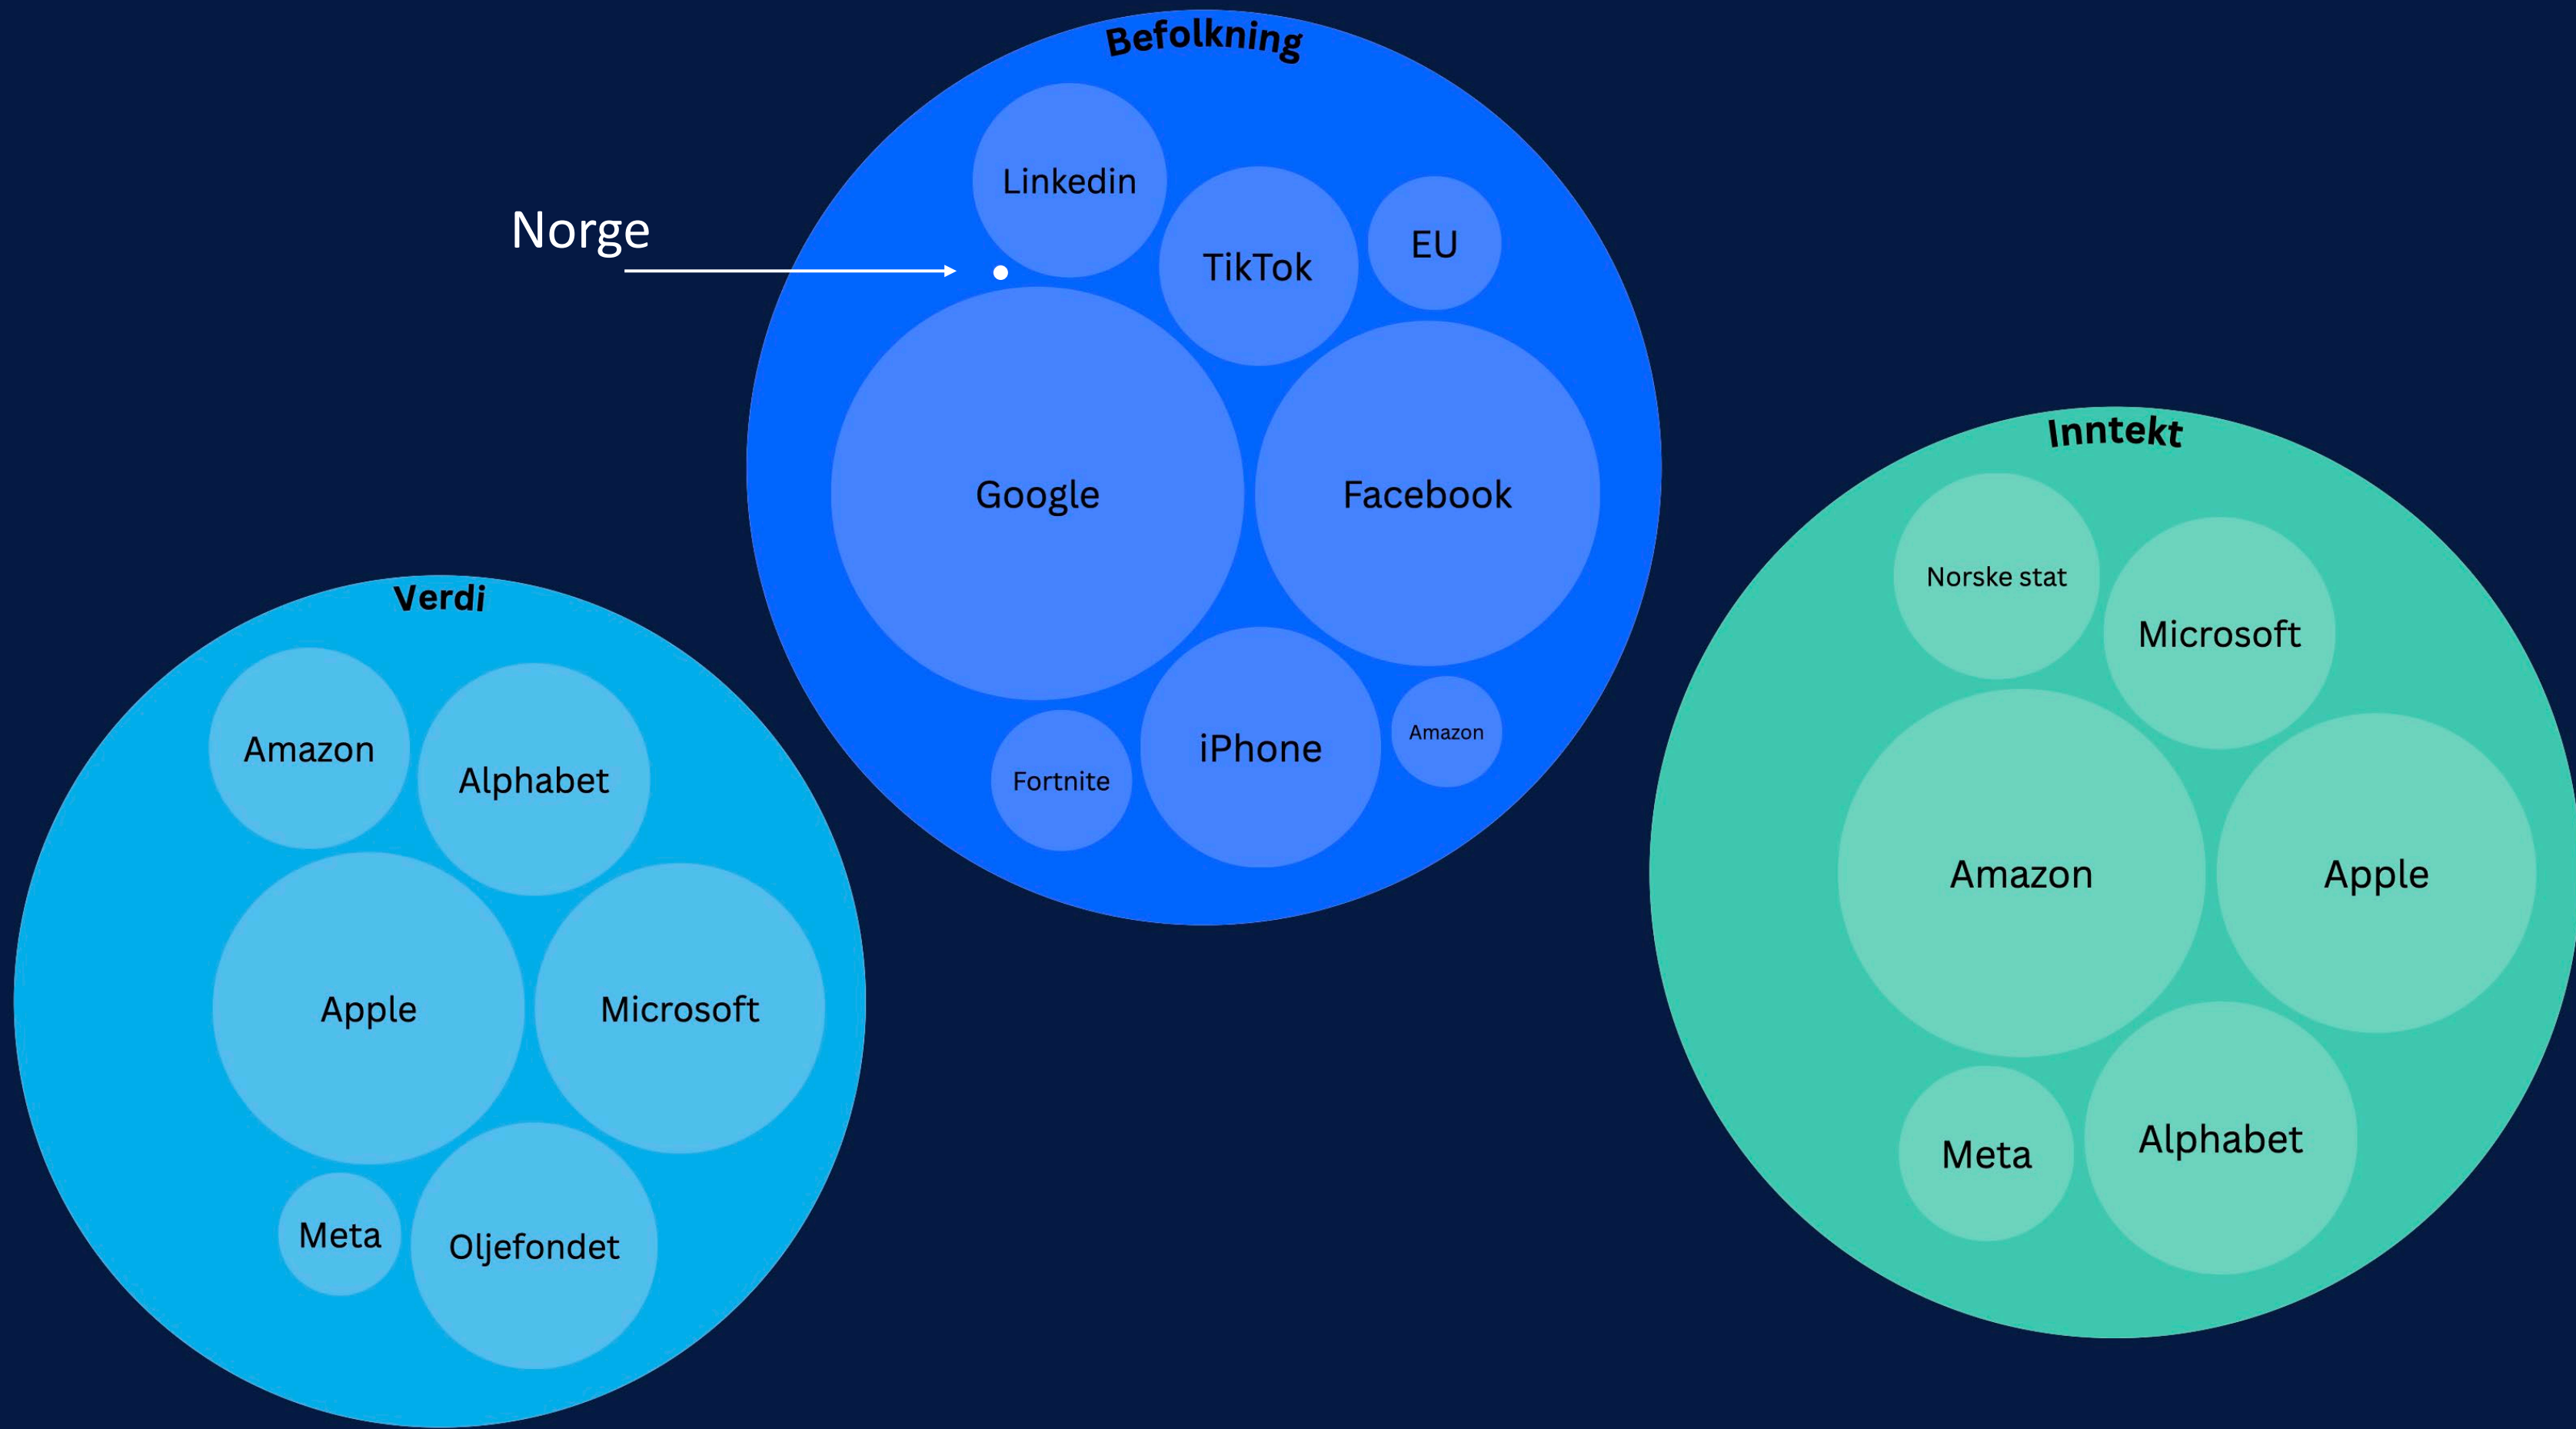 Befolkning
Linkedin
Norge
TikTok
EU
Google
Facebook
Fortnite
iPhone
Amazon
Verdi
Amazon
Alphabet
Apple
Microsoft
Meta
Oljefondet
Inntekt
Norske stat
Microsoft
Amazon
Apple
Meta
Alphabet